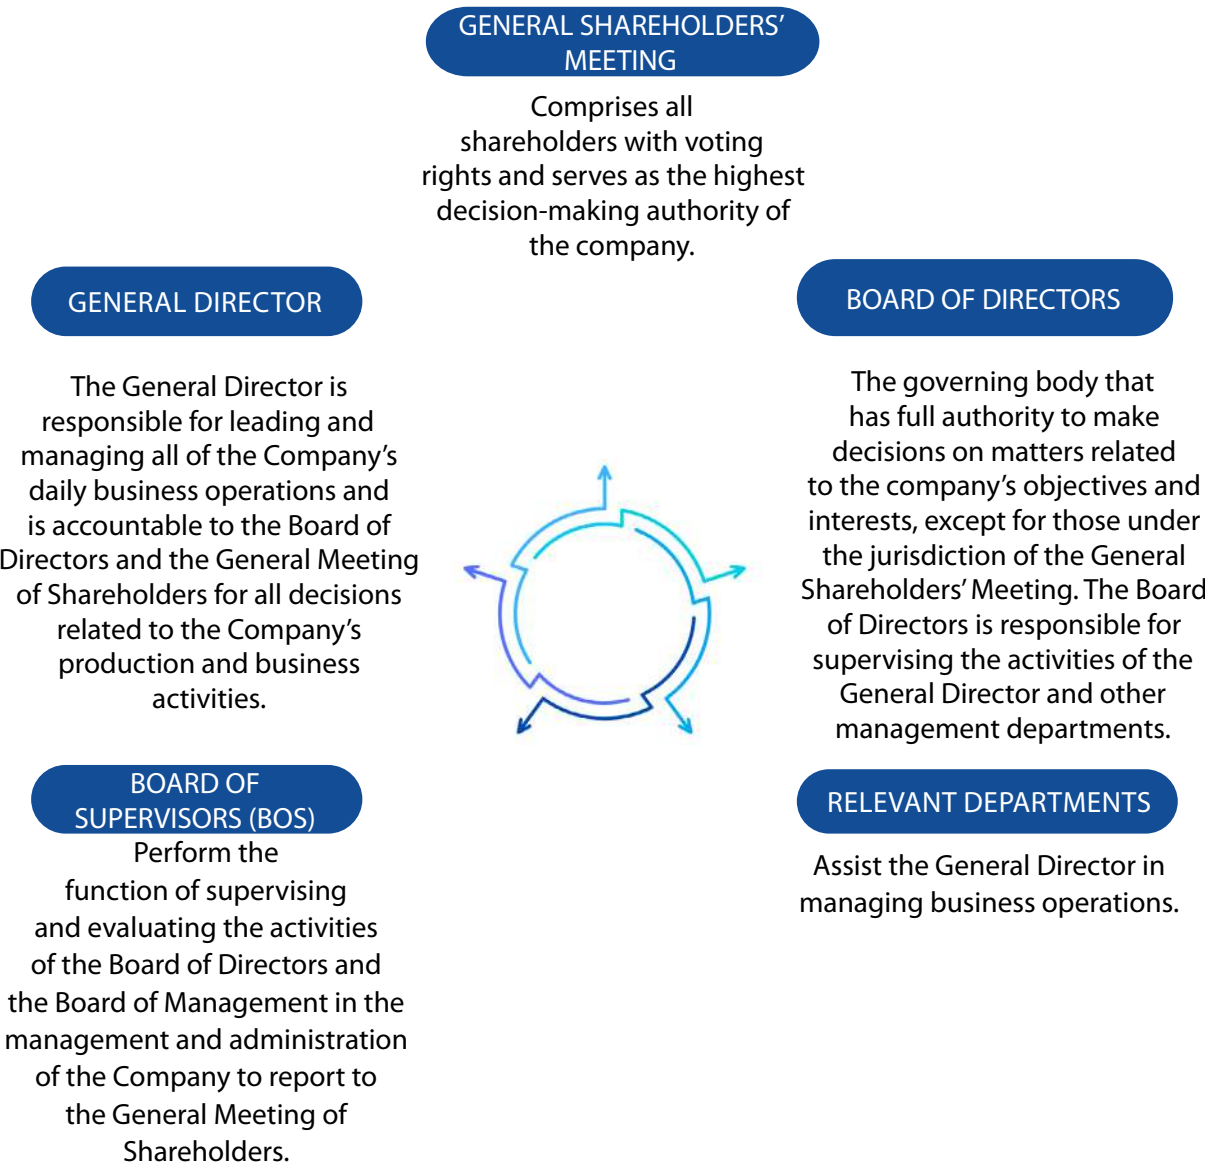 GENERAL SHAREHOLDERS’
MEETING
Comprises all
shareholders with voting
rights and serves as the highest
decision-making authority of
the company.
GENERAL DIRECTOR
The General Director is
responsible for leading and
managing all of the Company’s
daily business operations and
is accountable to the Board of
Directors and the General Meeting
of Shareholders for all decisions
related to the Company’s
production and business
activities.
BOARD OF DIRECTORS
The governing body that
has full authority to make
decisions on matters related
to the company’s objectives and
interests, except for those under
the jurisdiction of the General
Shareholders’ Meeting. The Board
of Directors is responsible for
supervising the activities of the
General Director and other
management departments.
BOARD OF
SUPERVISORS (BOS)
Perform the
function of supervising
and evaluating the activities
of the Board of Directors and
the Board of Management in the
management and administration
of the Company to report to
the General Meeting of
Shareholders.
RELEVANT DEPARTMENTS
Assist the General Director in
managing business operations.